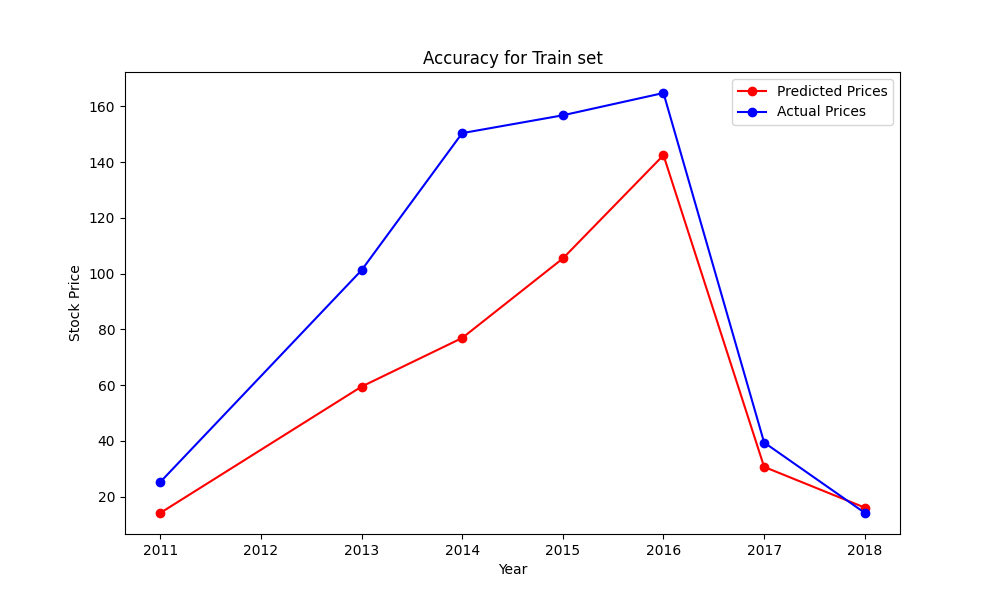 Accuracy for Train set
Predicted Prices
Actual Prices
160
140
120
100
80
60
40
20
Stock Price
2011 2012 2013 2014 2015 2016 2017 2018
Year